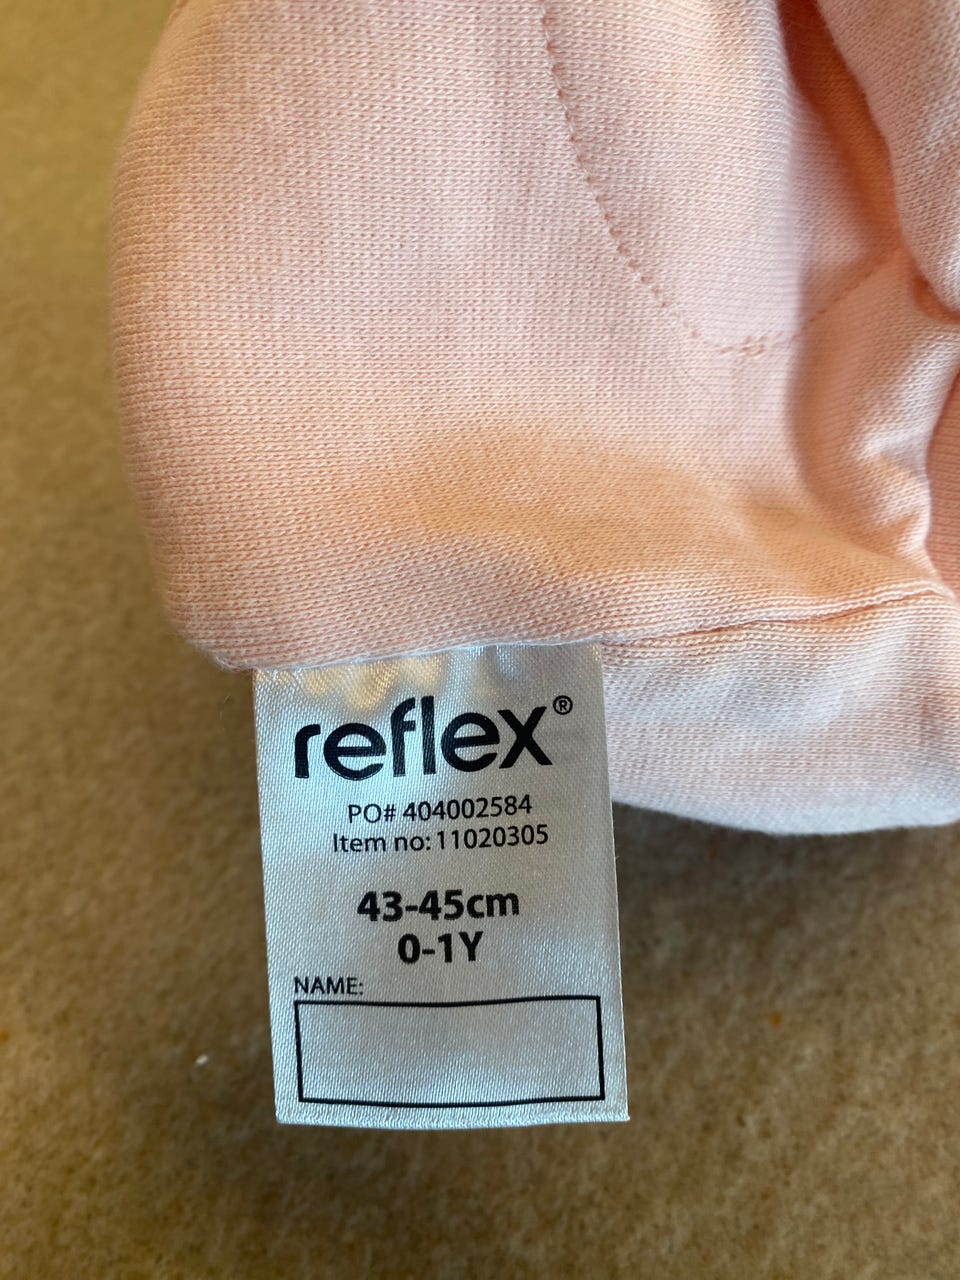 reflex®
PO# 404002584
Item no: 11020305
43-45cm
0-1Y
NAME: